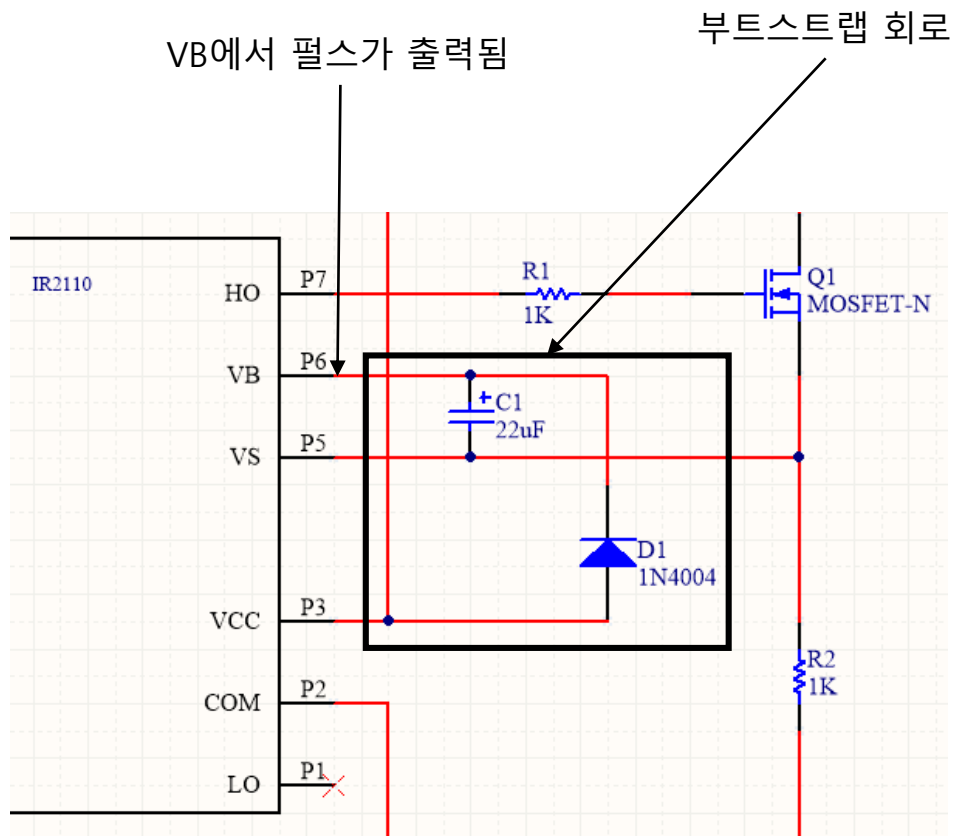 부트스트랩 회로
VB에서 펄스가 출력됨
IR2110
HO
P7
R1
1K
Q1
MOSFET-N
VB
P6
C1
22uF
VS
P5
D1
1N4004
VCC
P3
R2
1K
COM
P2
LO
P1